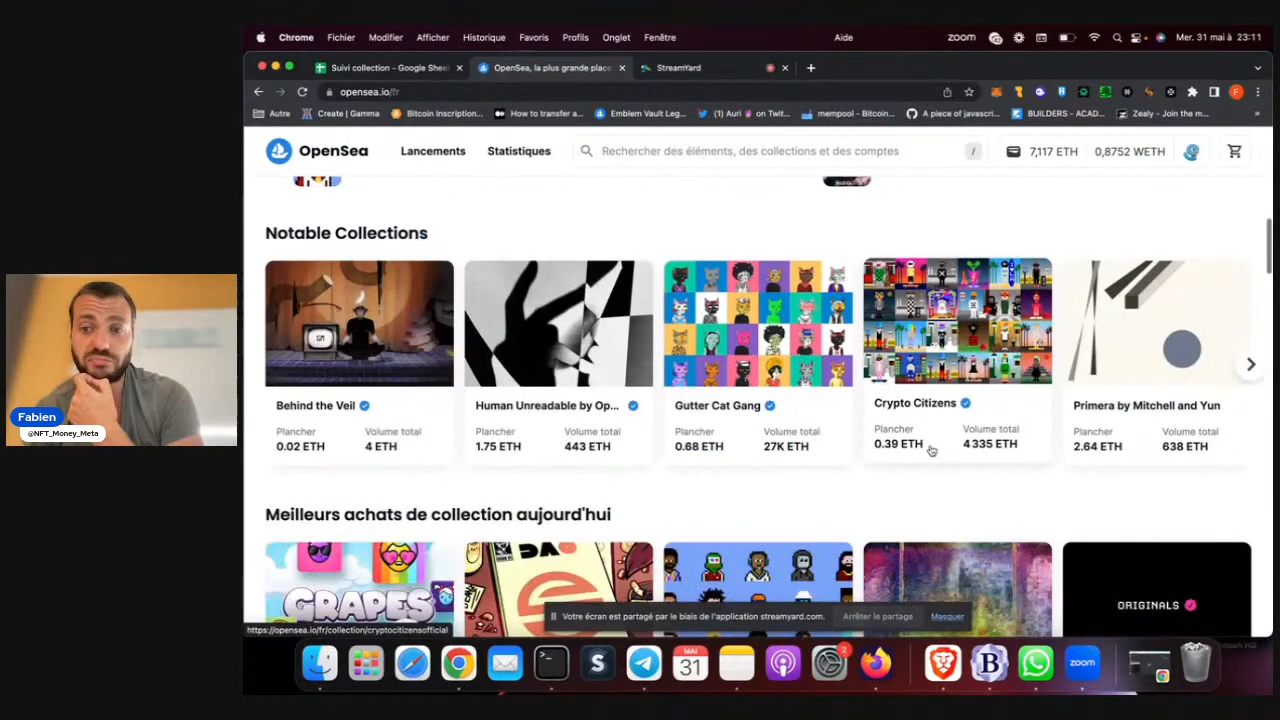 Chrome Fichier Modifier Afficher Historique Favoris Profils Onglet Fenêtre Aide zoom Mer. 31 mai à 23:11
Suivi collection - Google Shee
OpenSea, la plus grande place
StreamYard
opensea.io/fr
Autre Create | Gamma Bitcoin Inscription... How to transfer a... Emblem Vault Leg... (1) Auri on Twit... mempool - Bitcoin... A piece of javascri... BUILDERS - ACAD... Zealy - Join the m... »
OpenSea Lancements Statistiques Rechercher des éléments, des collections et des comptes / 7,117 ETH 0,8752 WETH
Notable Collections
Behind the Veil
Plancher Volume total
0.02 ETH 4 ETH
Human Unreadable by Op...
Plancher Volume total
1.75 ETH 443 ETH
Gutter Cat Gang
Plancher Volume total
0.68 ETH 27K ETH
Crypto Citizens
Plancher Volume total
0.39 ETH 4 335 ETH
Primera by Mitchell and Yun
Plancher Volume total
2.64 ETH 638 ETH
Fabien
@NFT_Money_Meta
Meilleurs achats de collection aujourd'hui
GRAPES
ORIGINALS
Votre écran est partagé par le biais de l'application streamyard.com. Arrêter le partage Masquer
https://opensea.io/fr/collection/cryptocitizensofficial
MAI
31
2
zoom